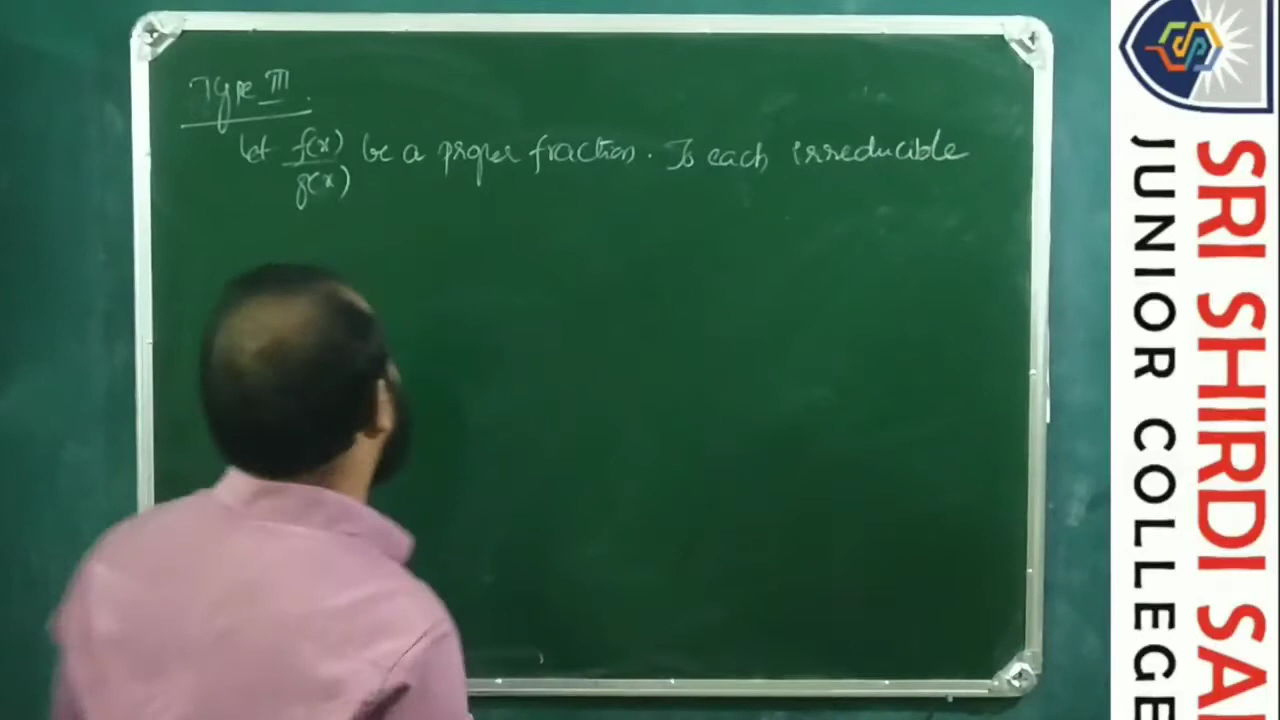 Type III.
let f(x)/g(x) be a proper fraction. To each irreducible
SRI SHIRDI SAI
JUNIOR COLLEGE